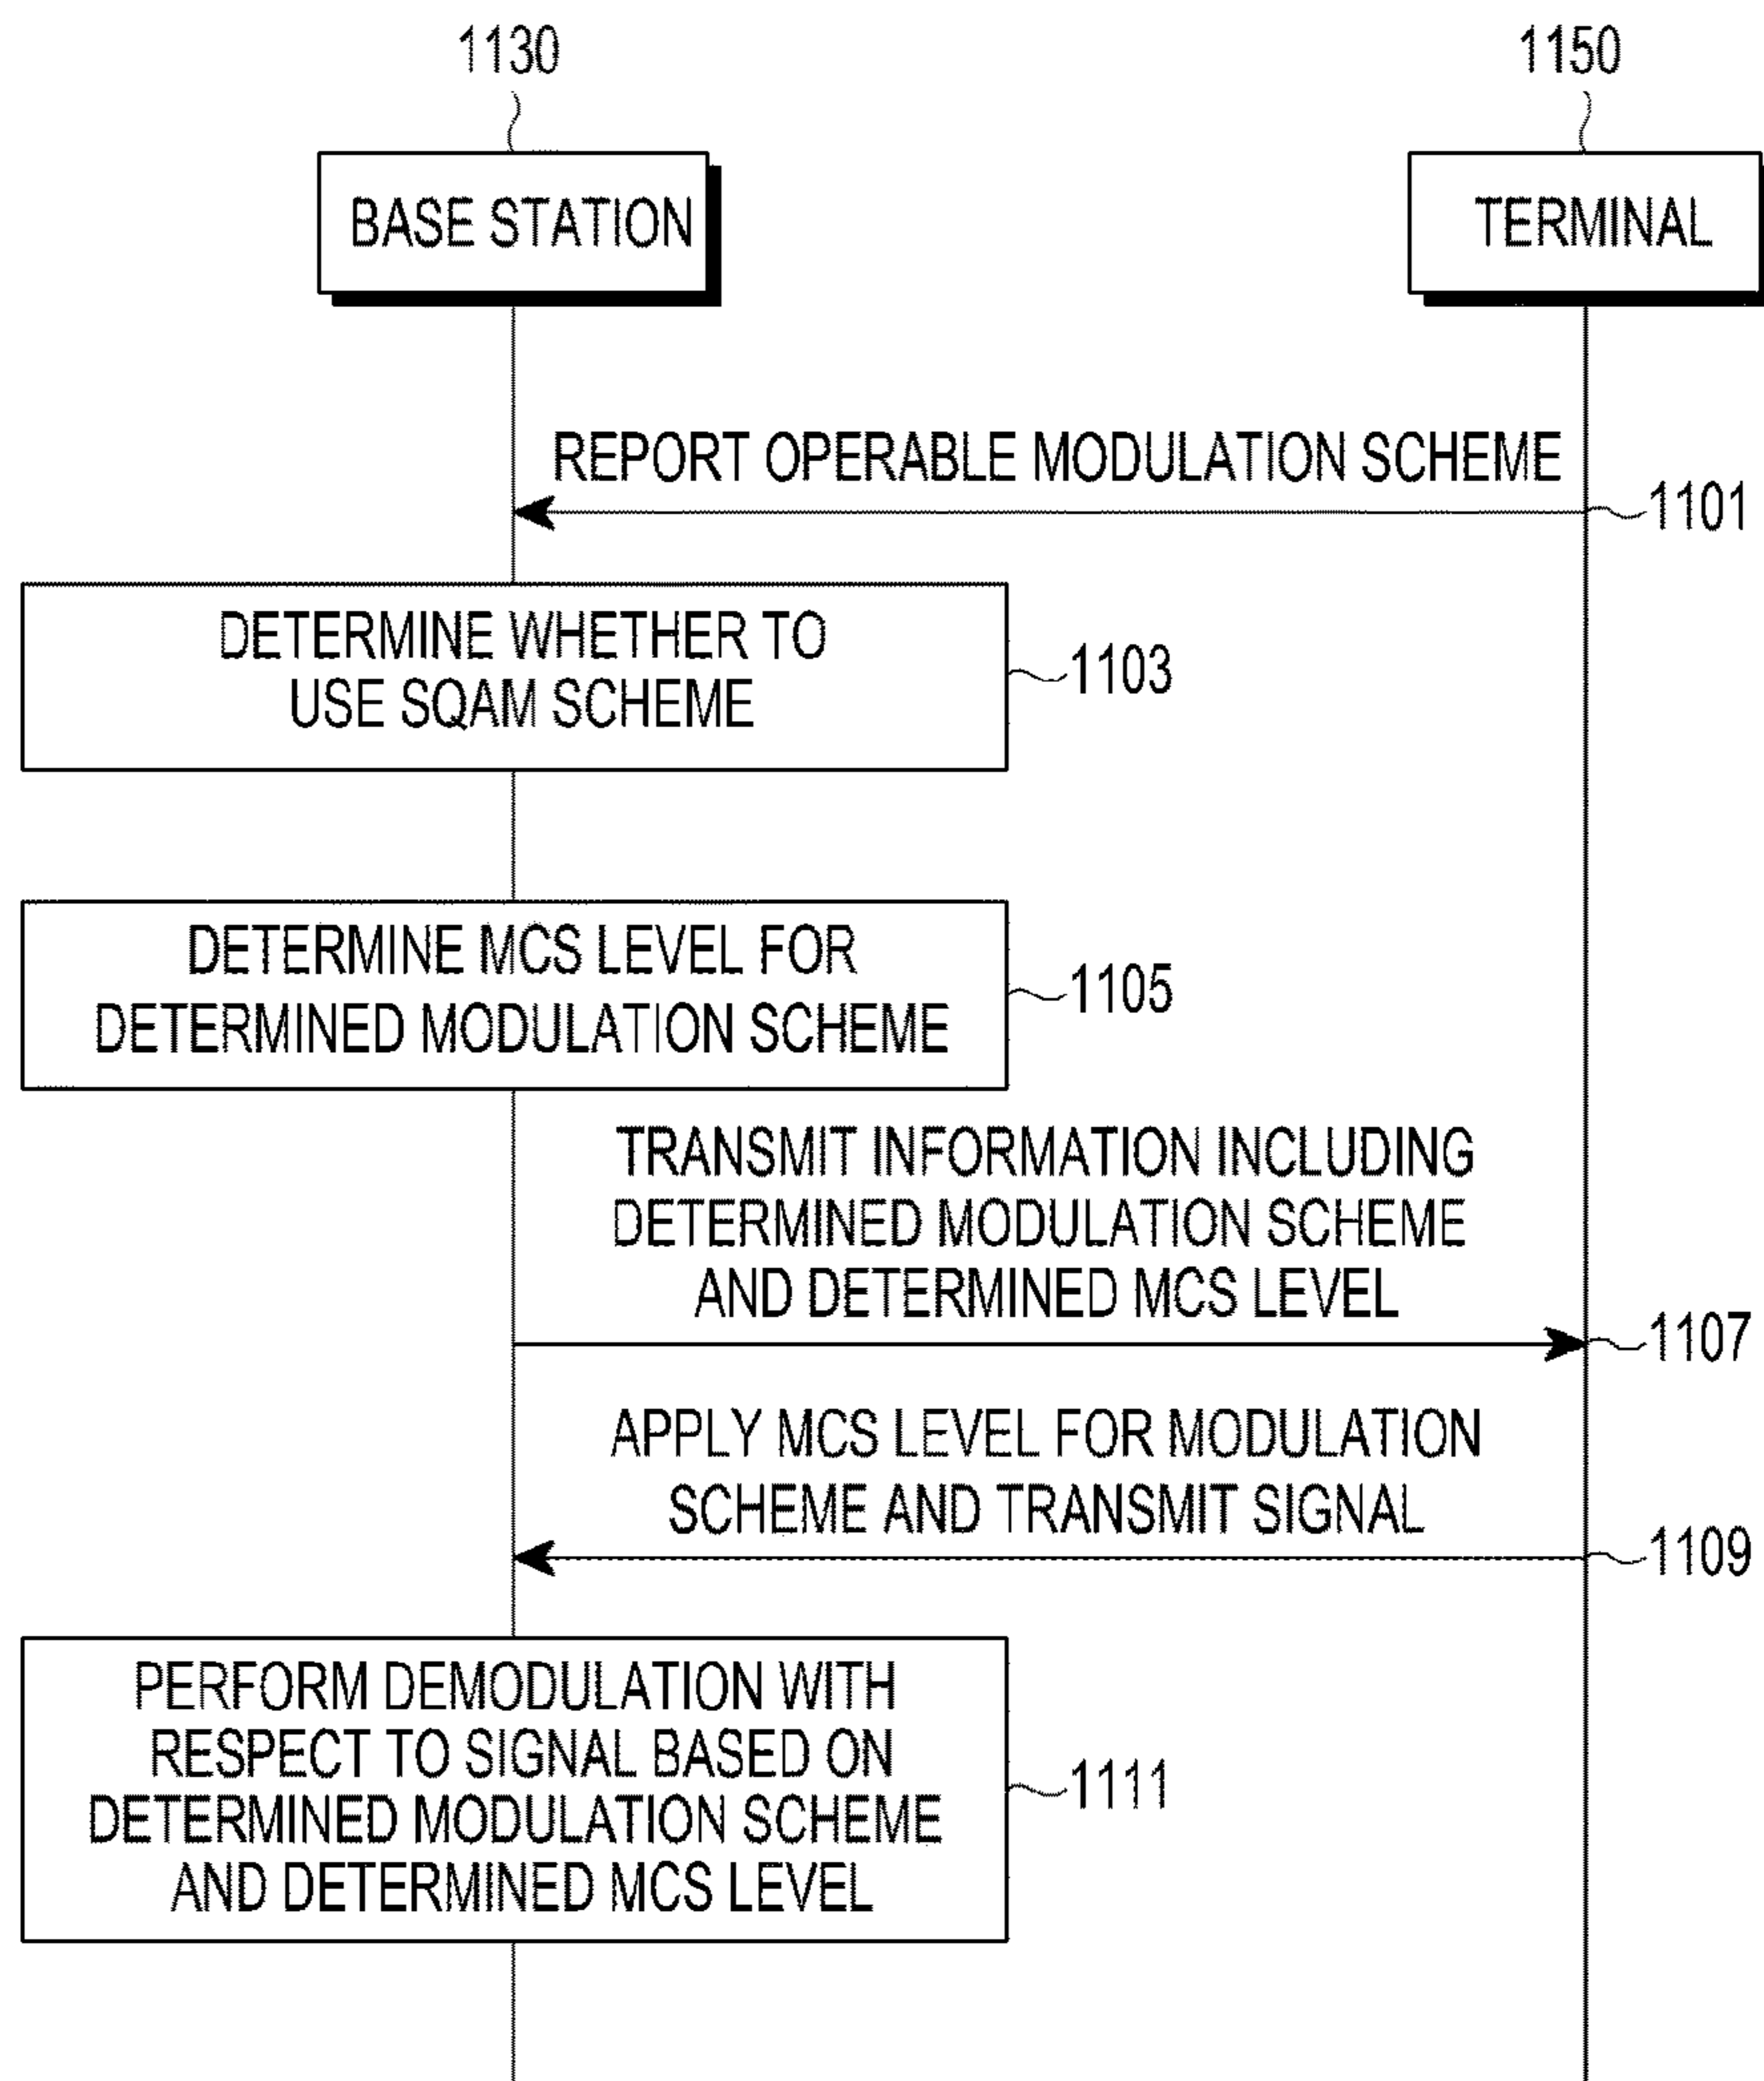 1130
1150
BASE STATION
TERMINAL
REPORT OPERABLE MODULATION SCHEME
1101
DETERMINE WHETHER TO
USE SQAM SCHEME
1103
DETERMINE MCS LEVEL FOR
DETERMINED MODULATION SCHEME
1105
TRANSMIT INFORMATION INCLUDING
DETERMINED MODULATION SCHEME
AND DETERMINED MCS LEVEL
1107
APPLY MCS LEVEL FOR MODULATION
SCHEME AND TRANSMIT SIGNAL
1109
PERFORM DEMODULATION WITH
RESPECT TO SIGNAL BASED ON
DETERMINED MODULATION SCHEME
AND DETERMINED MCS LEVEL
1111